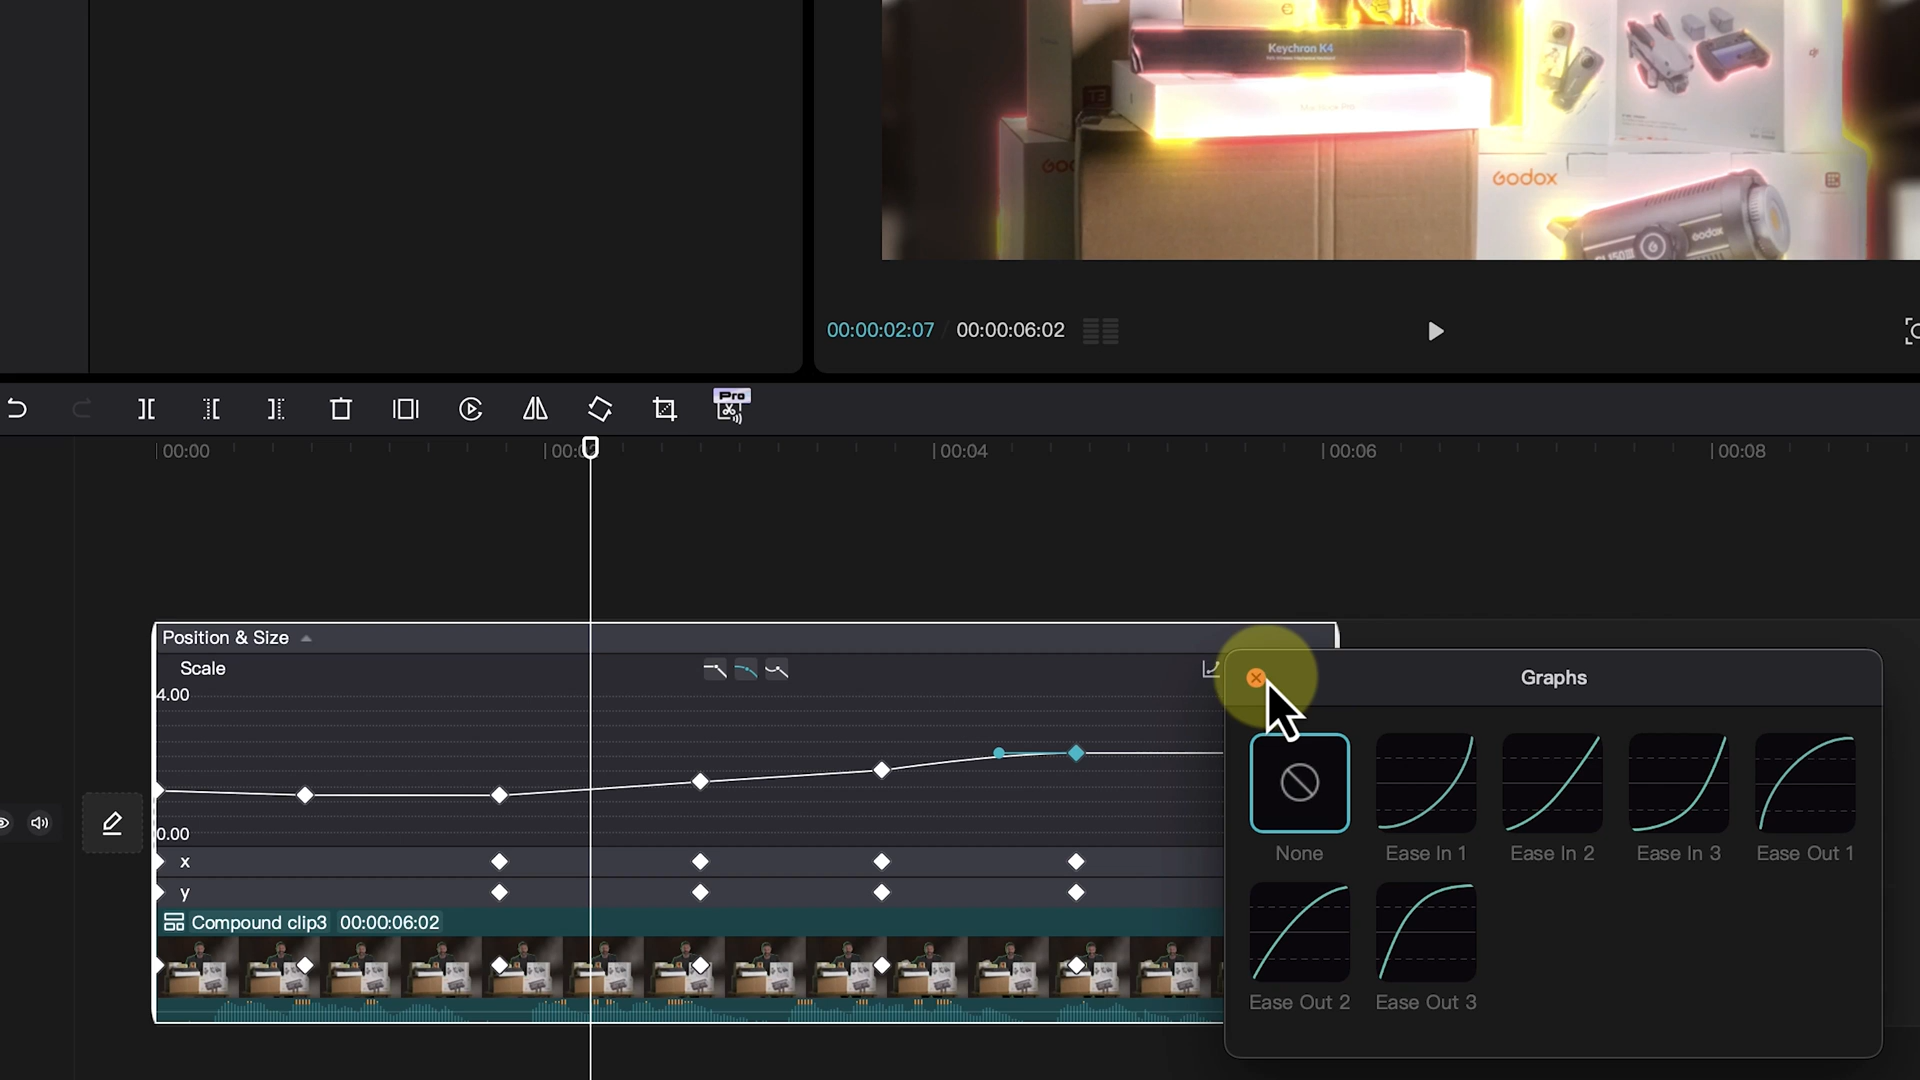 Keychron K4
Godox
Godox
00:00:02:07 / 00:00:06:02
Pro
00:00
00:04
00:06
00:08
Position & Size
Scale
4.00
0.00
x
y
Compound clip3 00:00:06:02
Graphs
None
Ease In 1
Ease In 2
Ease In 3
Ease Out 1
Ease Out 2
Ease Out 3